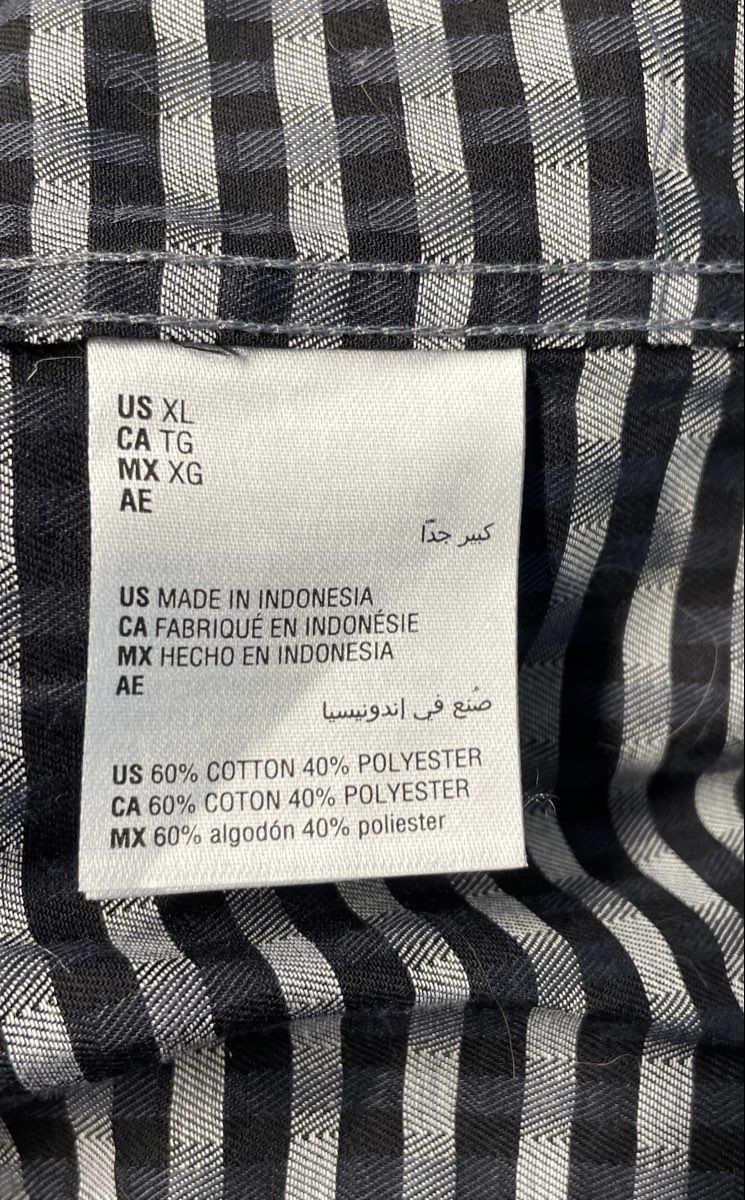 US XL
CA TG
MX XG
AE
كبير جدّا
US MADE IN INDONESIA
CA FABRIQUÉ EN INDONÉSIE
MX HECHO EN INDONESIA
AE
صُنع في اندونيسيا
US 60% COTTON 40% POLYESTER
CA 60% COTON 40% POLYESTER
MX 60% algodón 40% poliester